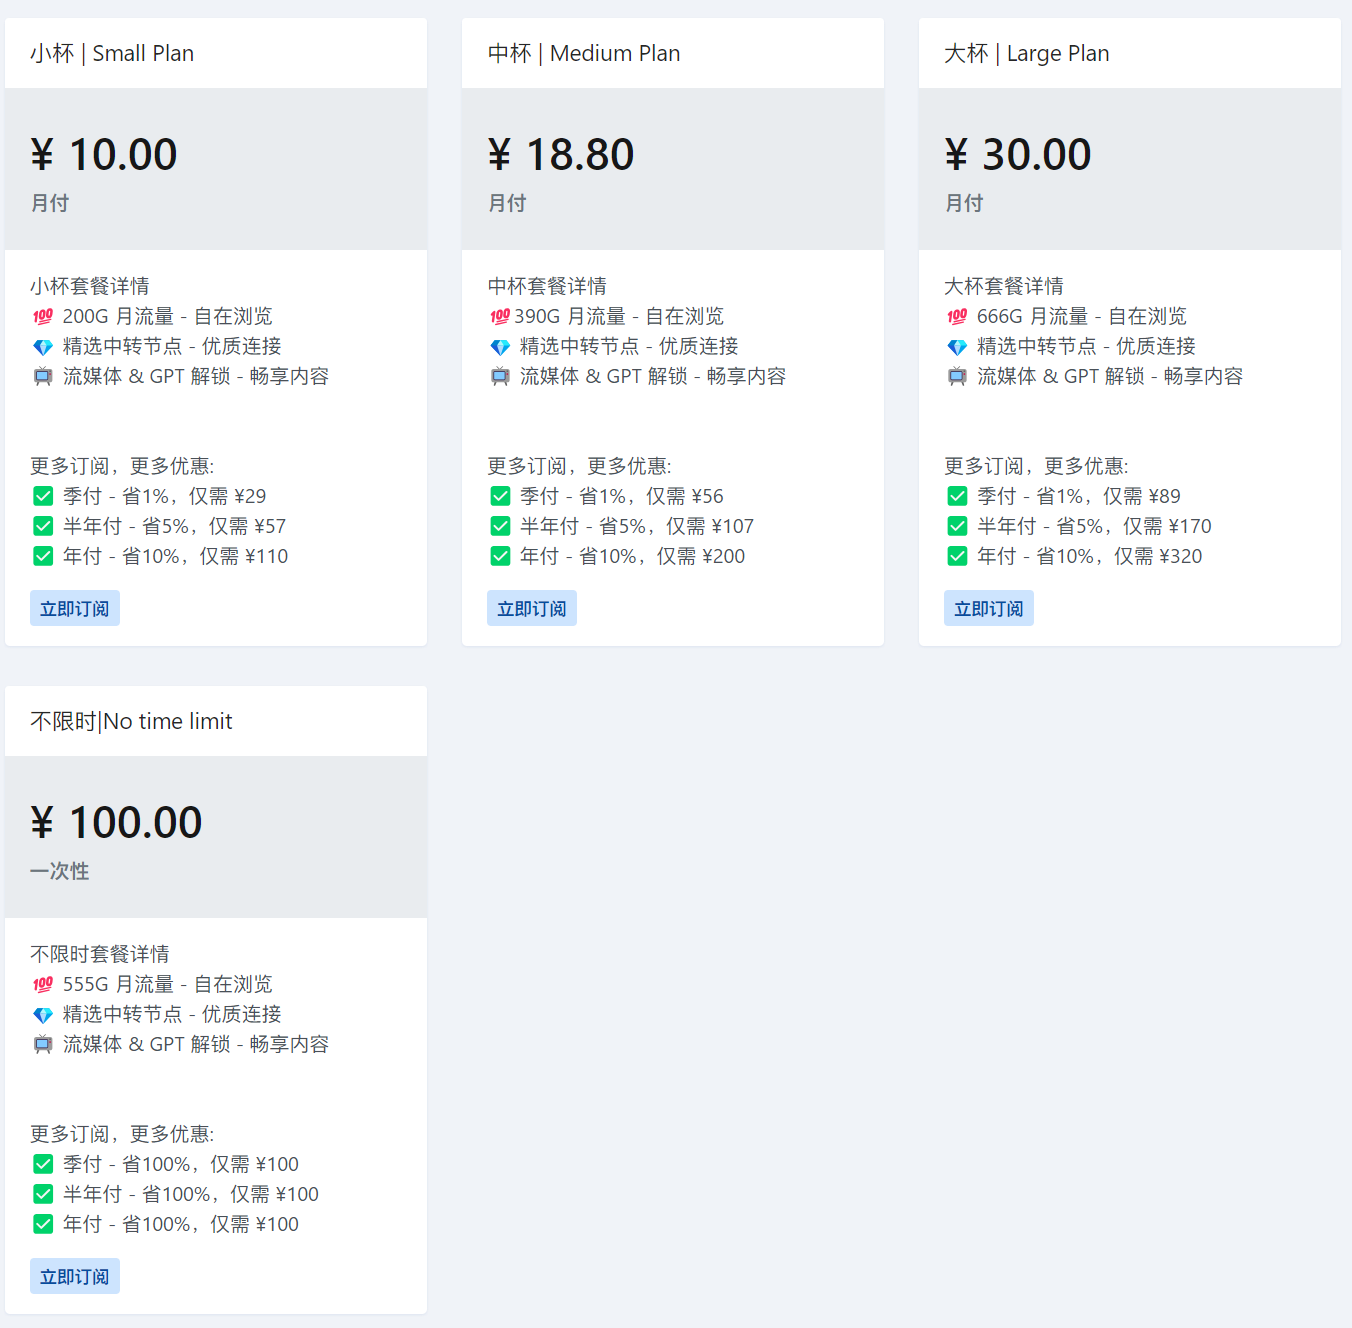 小杯 | Small Plan
¥ 10.00
月付
小杯套餐详情
💯 200G 月流量 - 自在浏览
💎 精选中转节点 - 优质连接
📺 流媒体 & GPT 解锁 - 畅享内容
更多订阅，更多优惠:
✅ 季付 - 省1%，仅需 ¥29
✅ 半年付 - 省5%，仅需 ¥57
✅ 年付 - 省10%，仅需 ¥110
立即订阅
中杯 | Medium Plan
¥ 18.80
月付
中杯套餐详情
💯390G 月流量 - 自在浏览
💎 精选中转节点 - 优质连接
📺 流媒体 & GPT 解锁 - 畅享内容
更多订阅，更多优惠:
✅ 季付 - 省1%，仅需 ¥56
✅ 半年付 - 省5%，仅需 ¥107
✅ 年付 - 省10%，仅需 ¥200
立即订阅
大杯 | Large Plan
¥ 30.00
月付
大杯套餐详情
💯 666G 月流量 - 自在浏览
💎 精选中转节点 - 优质连接
📺 流媒体 & GPT 解锁 - 畅享内容
更多订阅，更多优惠:
✅ 季付 - 省1%，仅需 ¥89
✅ 半年付 - 省5%，仅需 ¥170
✅ 年付 - 省10%，仅需 ¥320
立即订阅
不限时|No time limit
¥ 100.00
一次性
不限时套餐详情
💯 555G 月流量 - 自在浏览
💎 精选中转节点 - 优质连接
📺 流媒体 & GPT 解锁 - 畅享内容
更多订阅，更多优惠:
✅ 季付 - 省100%，仅需 ¥100
✅ 半年付 - 省100%，仅需 ¥100
✅ 年付 - 省100%，仅需 ¥100
立即订阅